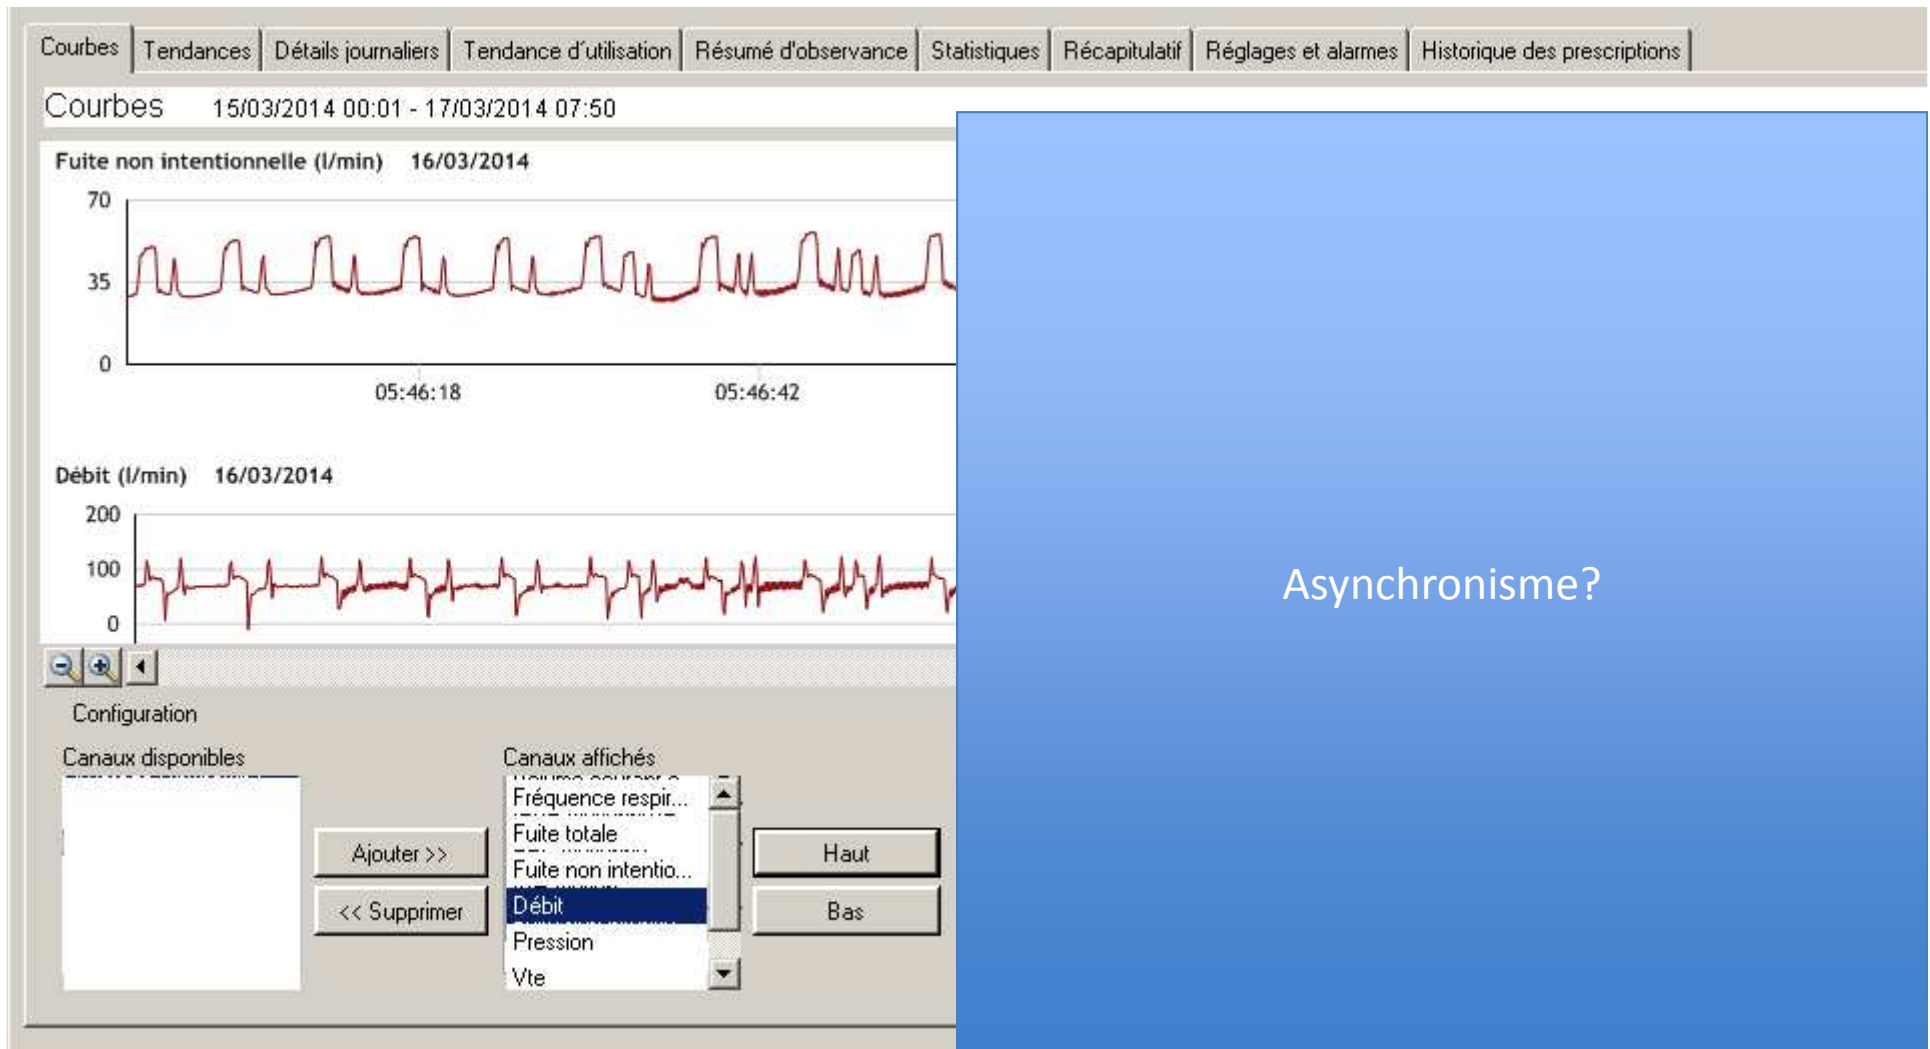 Courbes Tendances Détails journaliers Tendance d´utilisation Résumé d'observance Statistiques Récapitulatif Réglages et alarmes Historique des prescriptions
Courbes 15/03/2014 00:01 - 17/03/2014 07:50
Fuite non intentionnelle (l/min) 16/03/2014
70
35
0
05:46:18 05:46:42
Débit (l/min) 16/03/2014
200
100
0
Asynchronisme?
Configuration
Canaux disponibles
Canaux affichés
Fréquence respir...
Fuite totale
Fuite non intentio...
Débit
Pression
Vte
Ajouter >>
<< Supprimer
Haut
Bas